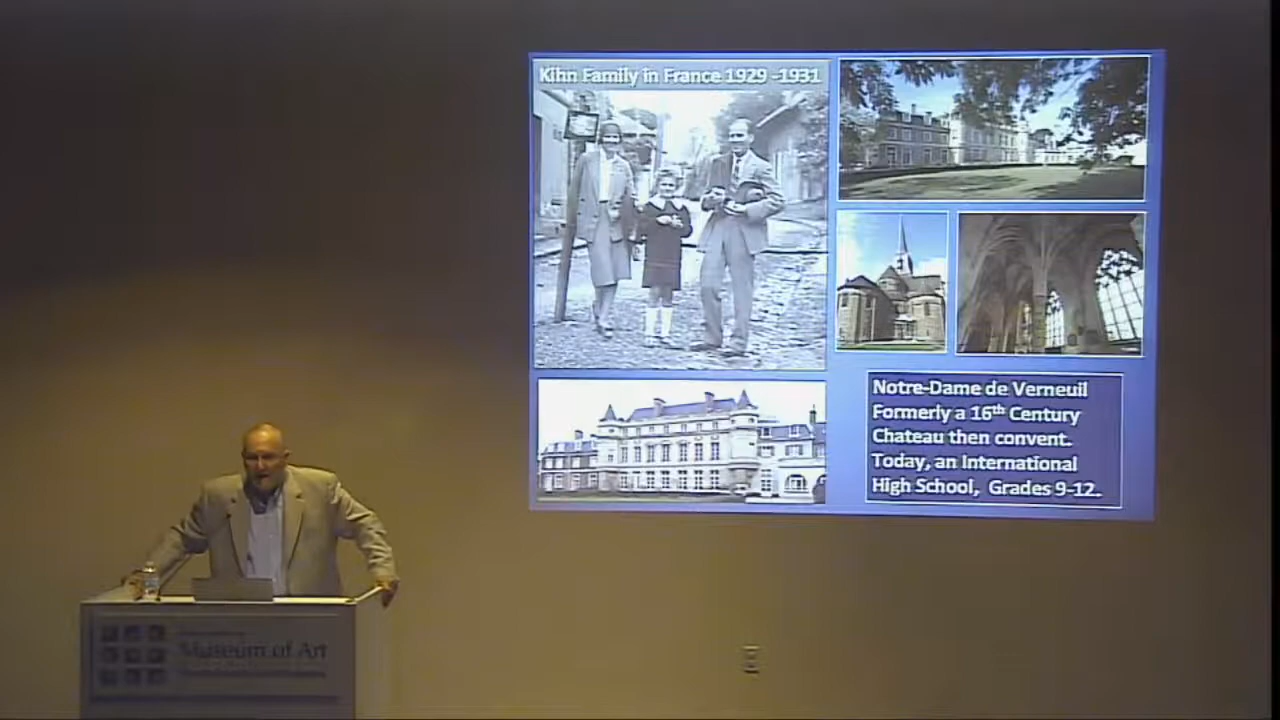 Kihn Family in France 1929 -1931
Notre-Dame de Verneuil
Formerly a 16th Century
Chateau then convent.
Today, an International
High School, Grades 9-12.
Museum of Art